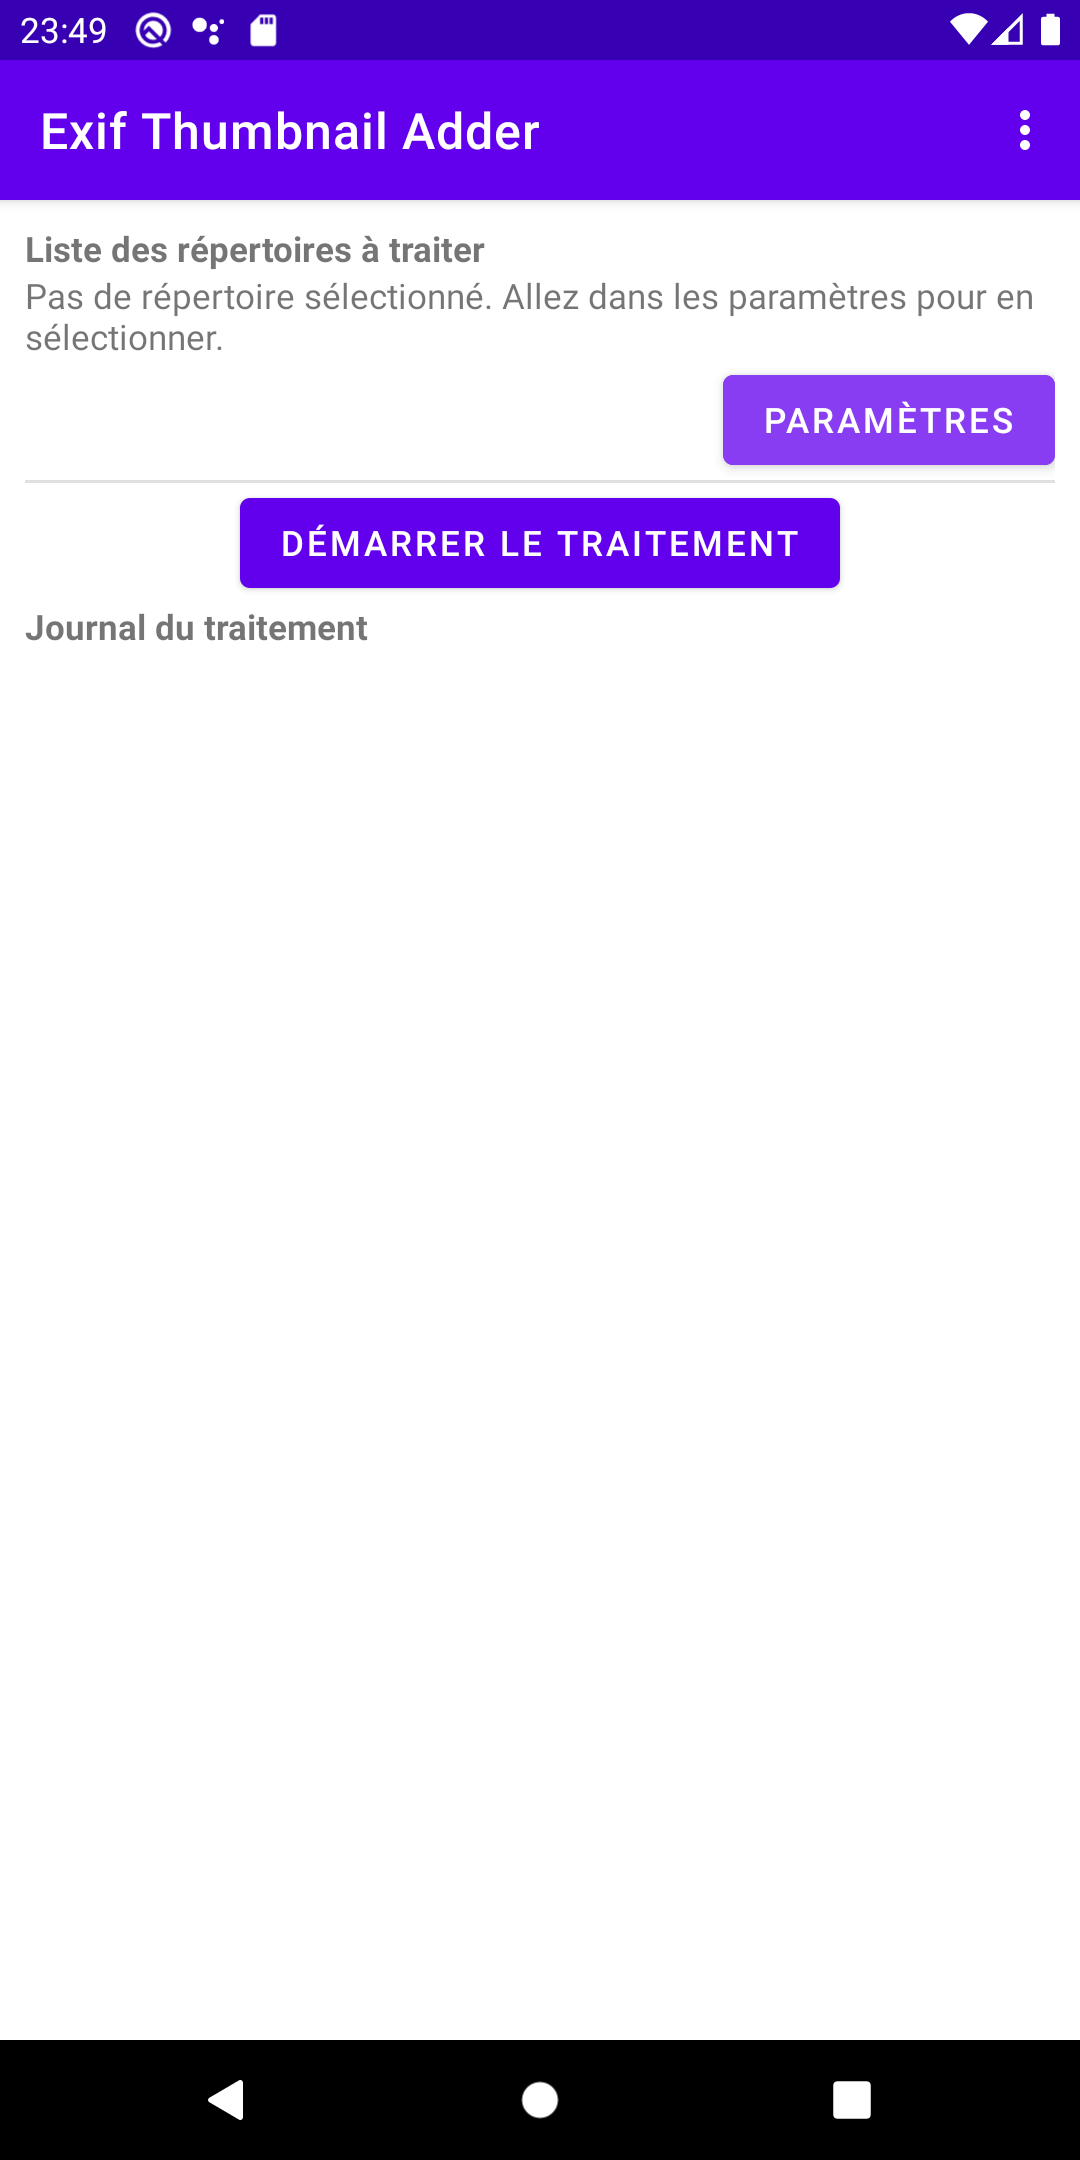 23:49
Exif Thumbnail Adder
Liste des répertoires à traiter
Pas de répertoire sélectionné. Allez dans les paramètres pour en
sélectionner.
PARAMÈTRES
DÉMARRER LE TRAITEMENT
Journal du traitement